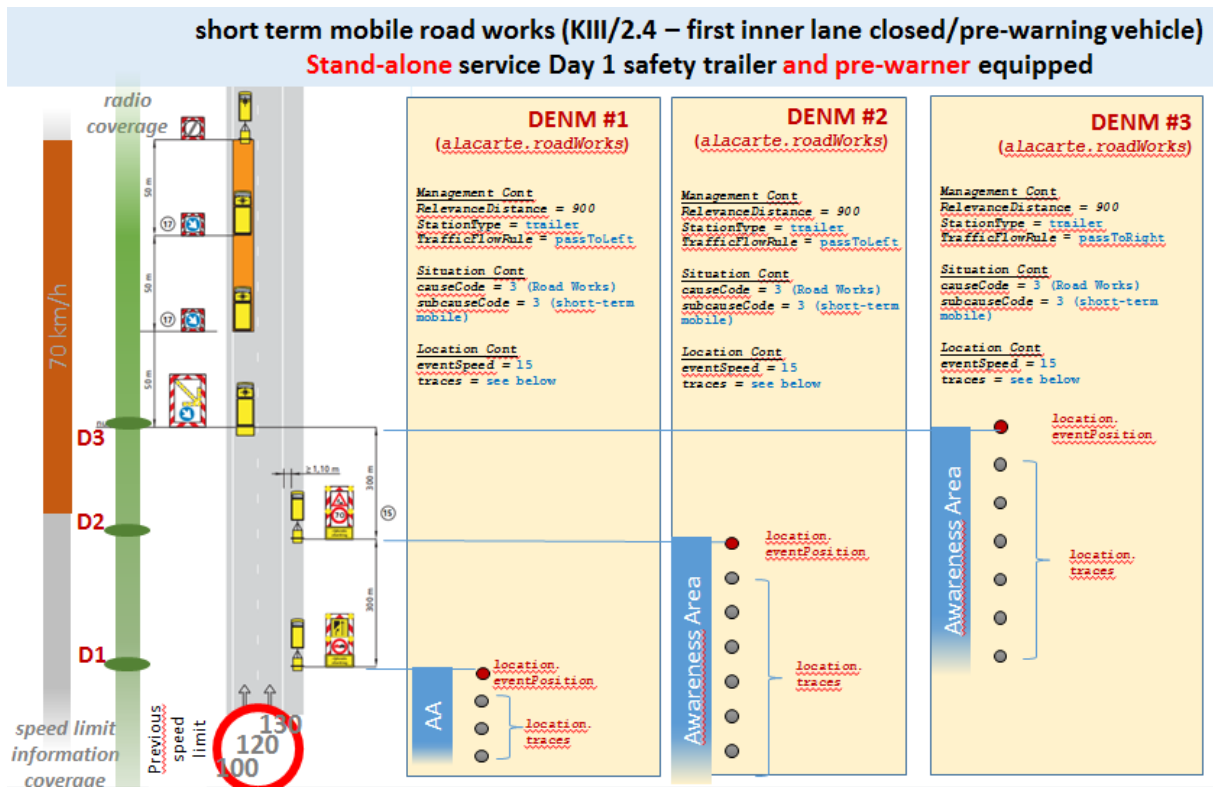 short term mobile road works (KIII/2.4 – first inner lane closed/pre-warning vehicle)
Stand-alone service Day 1 safety trailer and pre-warner equipped
radio
coverage
50 m
17
50 m
17
50 m
70 km/h
D3
≥ 1,10 m
300 m
15
70
D2
300 m
D1
speed limit
information
coverage
Previous
speed
limit
130
120
100
DENM #1
(alacarte.roadWorks)
Management Cont
RelevanceDistance = 900
StationType = trailer
TrafficFlowRule = passToLeft
Situation Cont
causeCode = 3 (Road Works)
subcauseCode = 3 (short-term
mobile)
Location Cont
eventSpeed = 15
traces = see below
AA
location.
eventPosition
location.
traces
DENM #2
(alacarte.roadWorks)
Management Cont
RelevanceDistance = 900
StationType = trailer
TrafficFlowRule = passToLeft
Situation Cont
causeCode = 3 (Road Works)
subcauseCode = 3 (short-term
mobile)
Location Cont
eventSpeed = 15
traces = see below
Awareness Area
location.
eventPosition
location.
traces
DENM #3
(alacarte.roadWorks)
Management Cont
RelevanceDistance = 900
StationType = trailer
TrafficFlowRule = passToRight
Situation Cont
causeCode = 3 (Road Works)
subcauseCode = 3 (short-term
mobile)
Location Cont
eventSpeed = 15
traces = see below
Awareness Area
location.
eventPosition
location.
traces